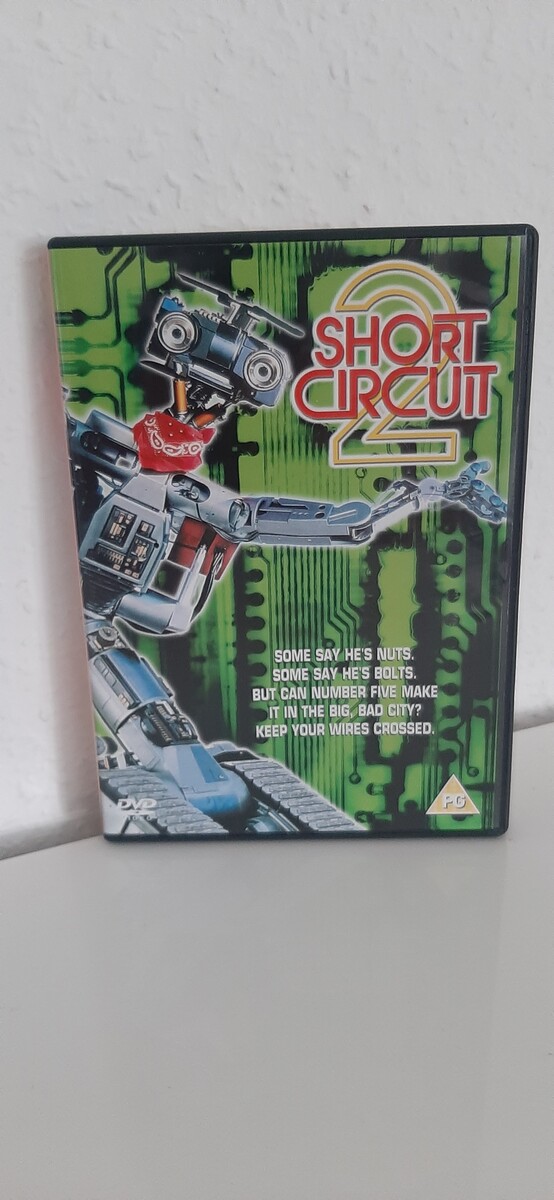 2
SHORT
CIRCUIT
SOME SAY HE'S NUTS.
SOME SAY HE'S BOLTS.
BUT CAN NUMBER FIVE MAKE
IT IN THE BIG, BAD CITY?
KEEP YOUR WIRES CROSSED.
DVD
PG